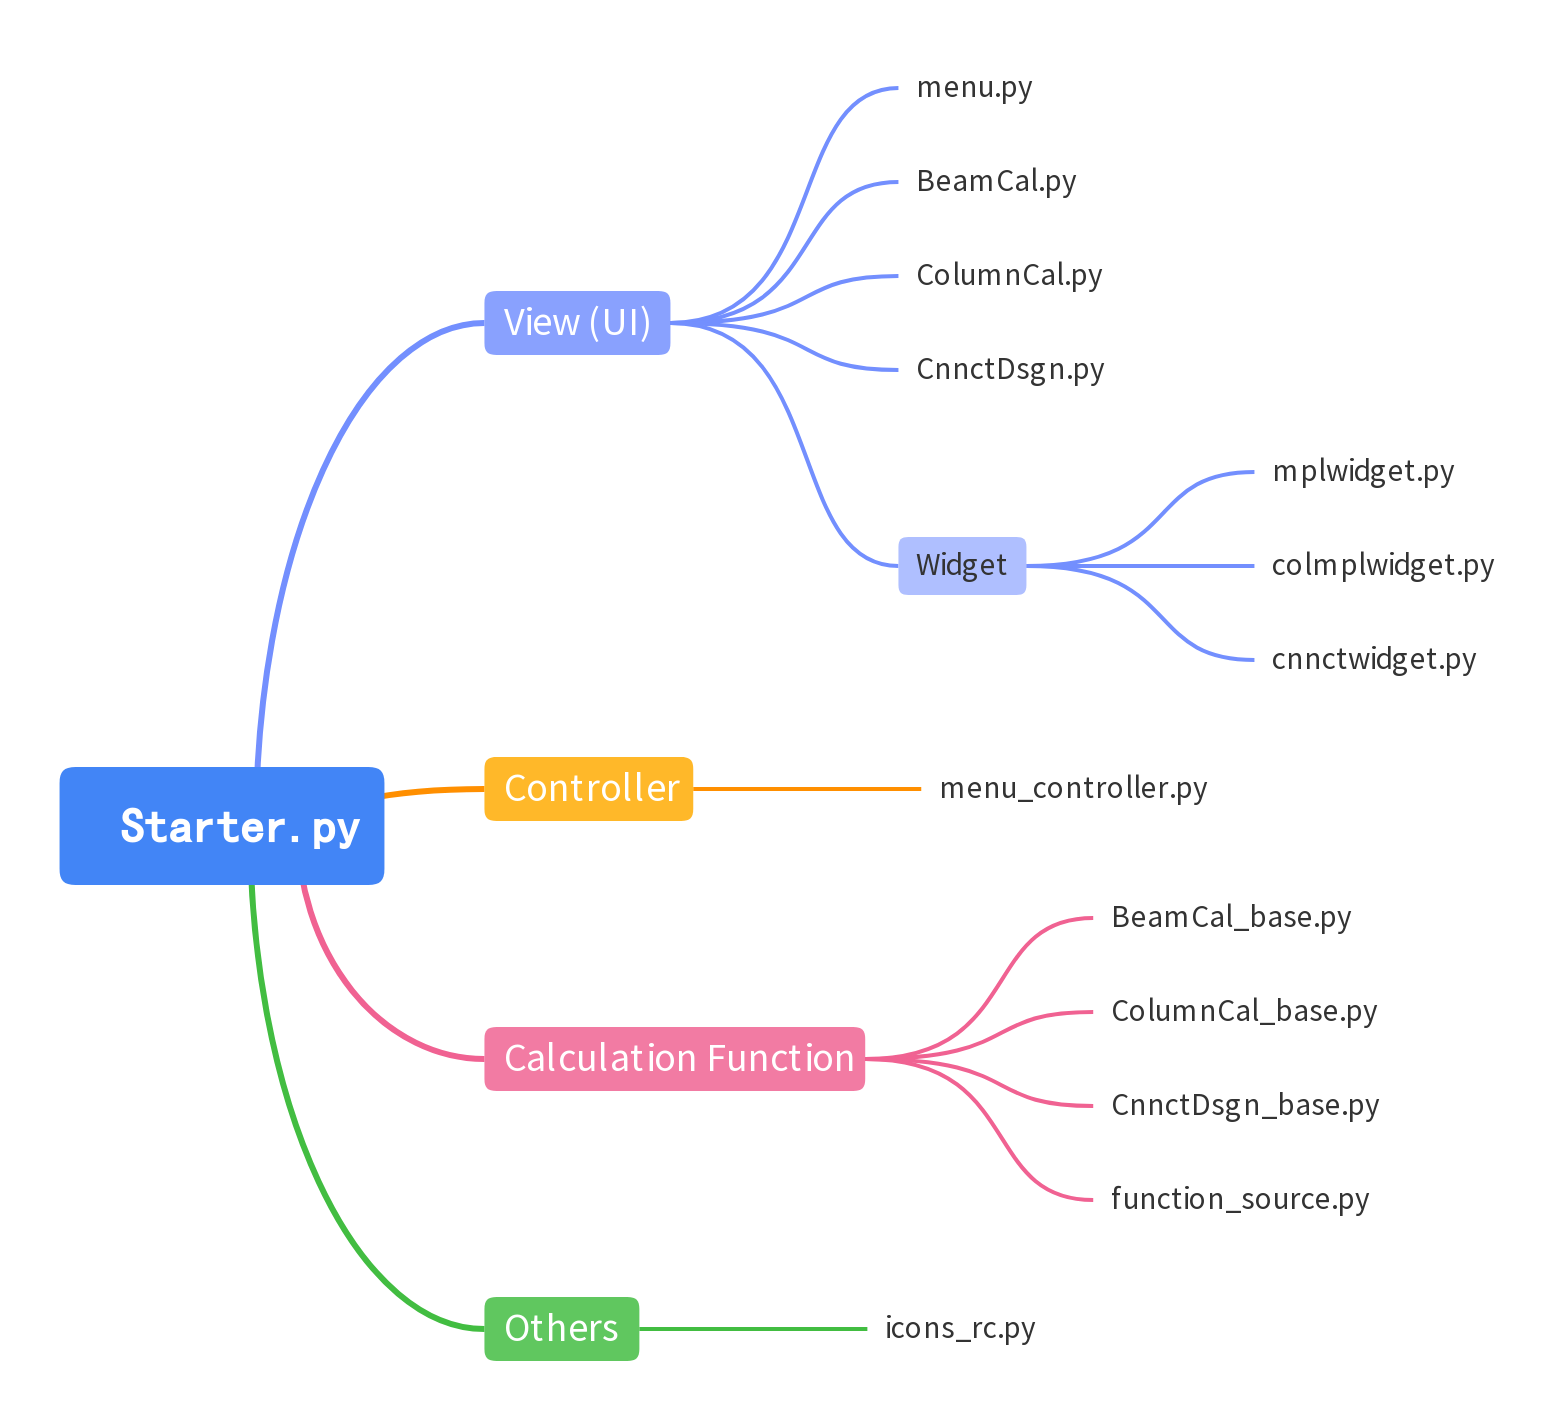 menu.py
BeamCal.py
ColumnCal.py
View (UI)
CnnctDsgn.py
mplwidget.py
Widget
colmplwidget.py
cnnctwidget.py
Controller
menu_controller.py
Starter.py
BeamCal_base.py
ColumnCal_base.py
Calculation Function
CnnctDsgn_base.py
function_source.py
Others
icons_rc.py